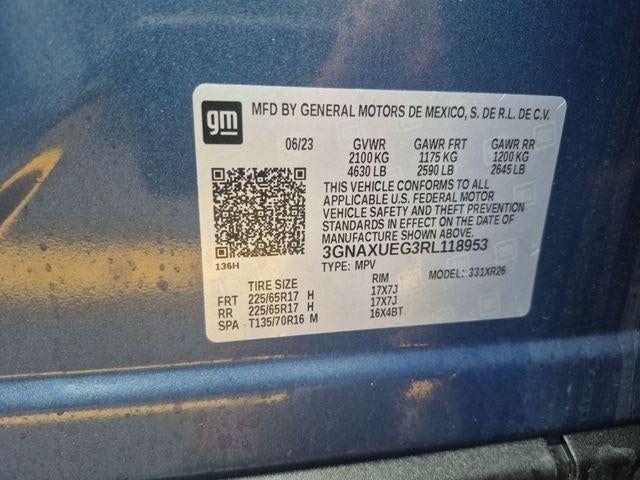 gm MFD BY GENERAL MOTORS DE MEXICO, S. DE R.L. DE C.V.
06/23 GVWR GAWR FRT GAWR RR
2100 KG 1175 KG 1200 KG
4630 LB 2590 LB 2645 LB
THIS VEHICLE CONFORMS TO ALL
APPLICABLE U.S. FEDERAL MOTOR
VEHICLE SAFETY AND THEFT PREVENTION
STANDARDS IN EFFECT ON THE DATE OF
MANUFACTURE SHOWN ABOVE.
3GNAXUEG3RL118953
136H
TYPE: MPV MODEL: 331XR26
TIRE SIZE RIM
FRT 225/65R17 H 17X7J
RR 225/65R17 H 17X7J
SPA T135/70R16 M 16X4BT